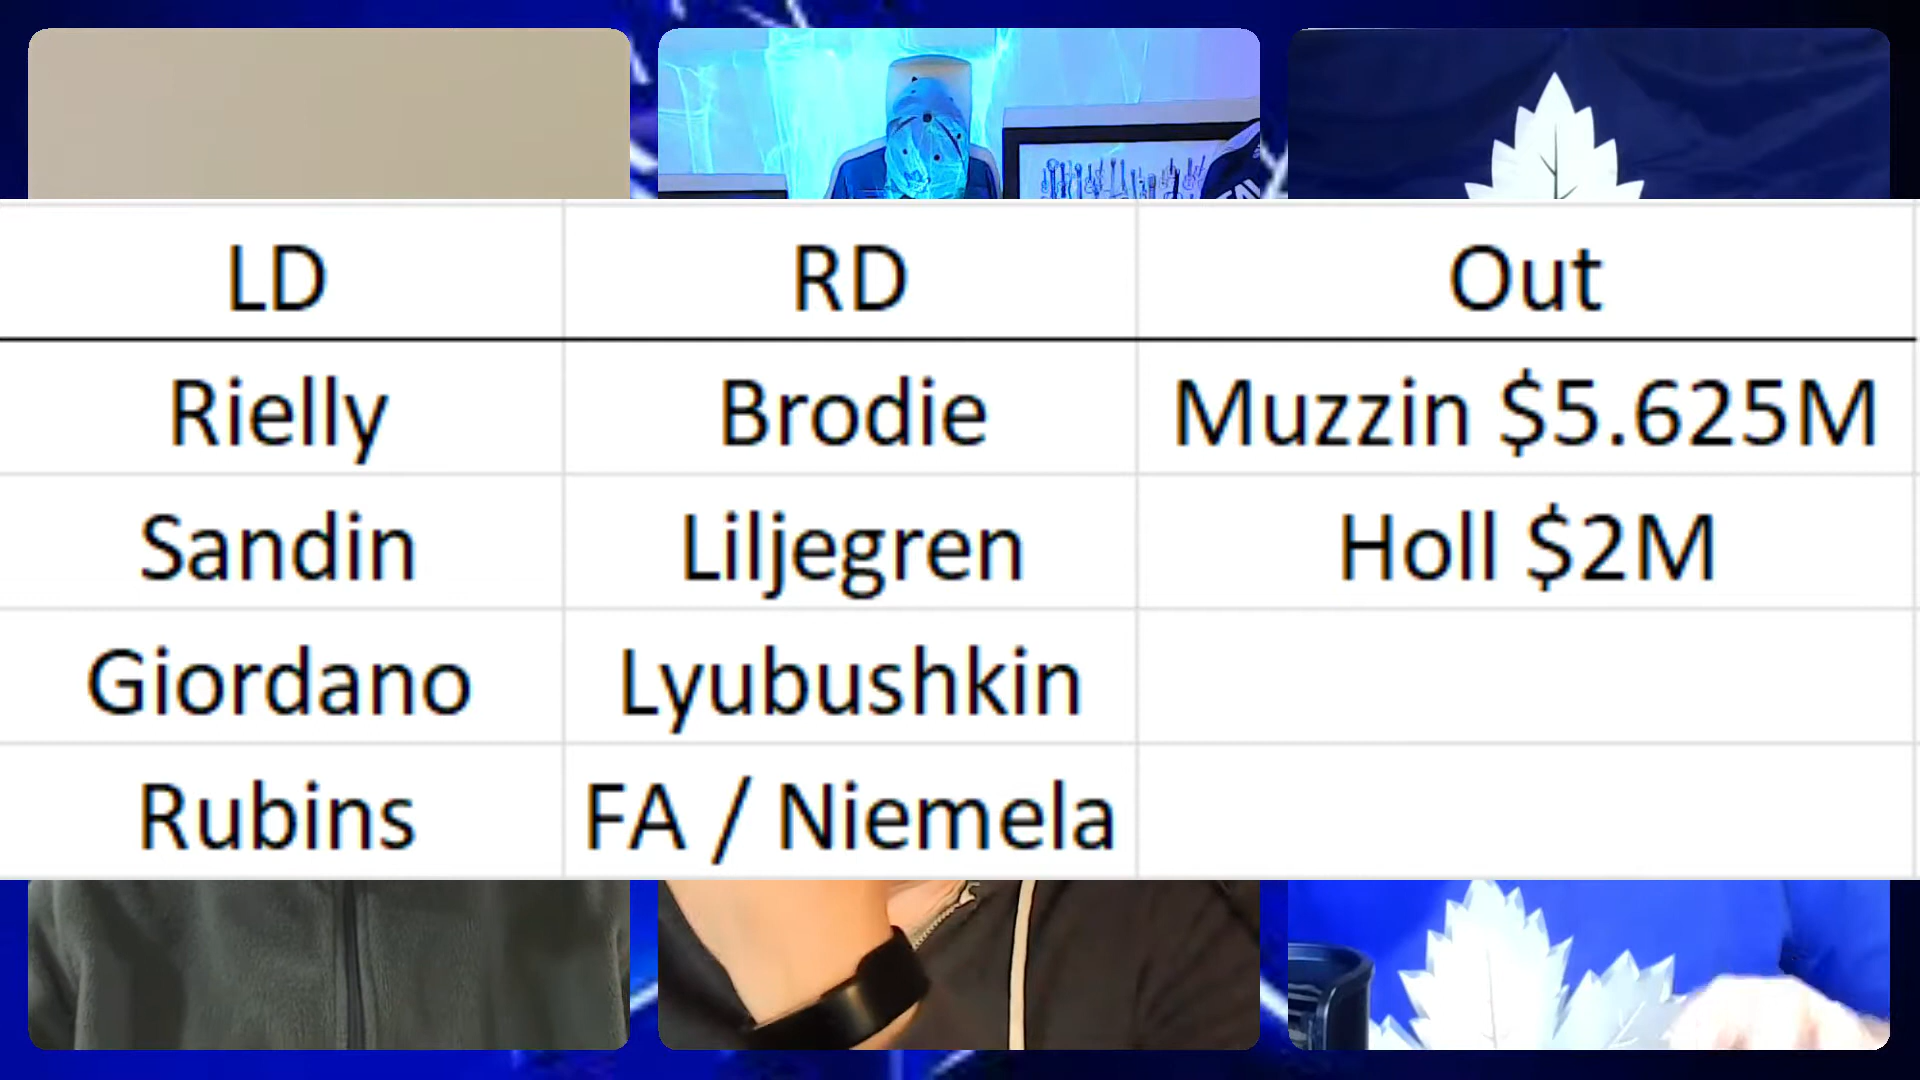 LD RD Out
Rielly Brodie Muzzin $5.625M
Sandin Liljegren Holl $2M
Giordano Lyubushkin
Rubins FA / Niemela